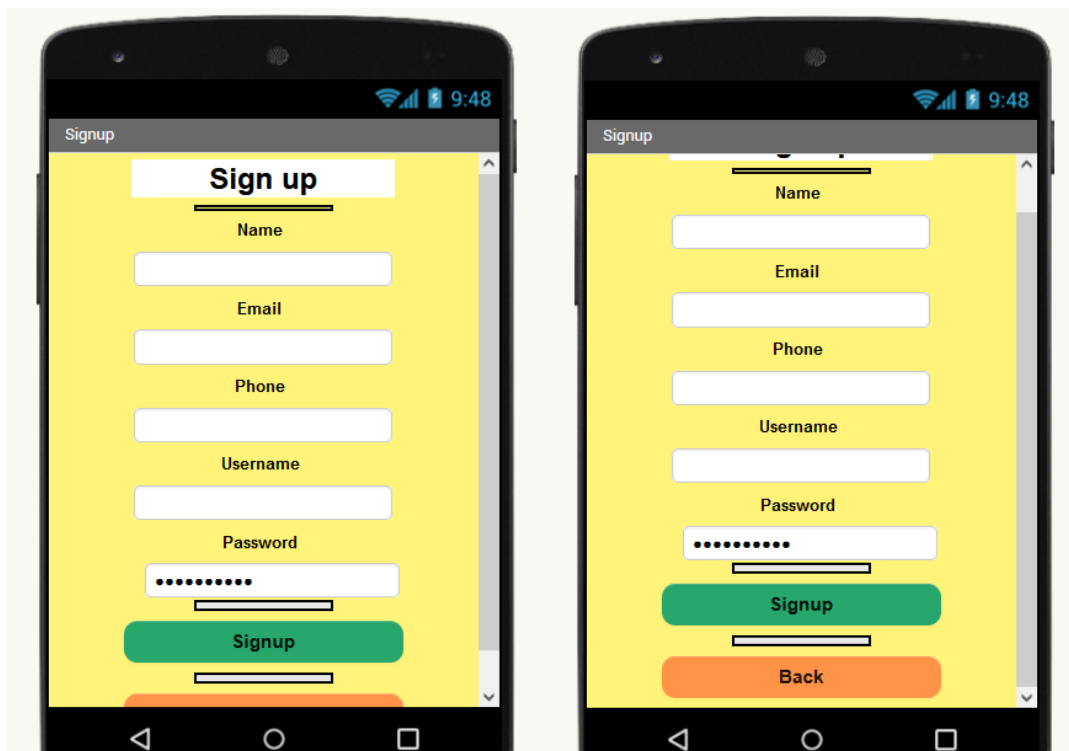 9:48
Signup
Sign up
Name
Email
Phone
Username
Password
••••••••••
Signup
9:48
Signup
Name
Email
Phone
Username
Password
••••••••••
Signup
Back